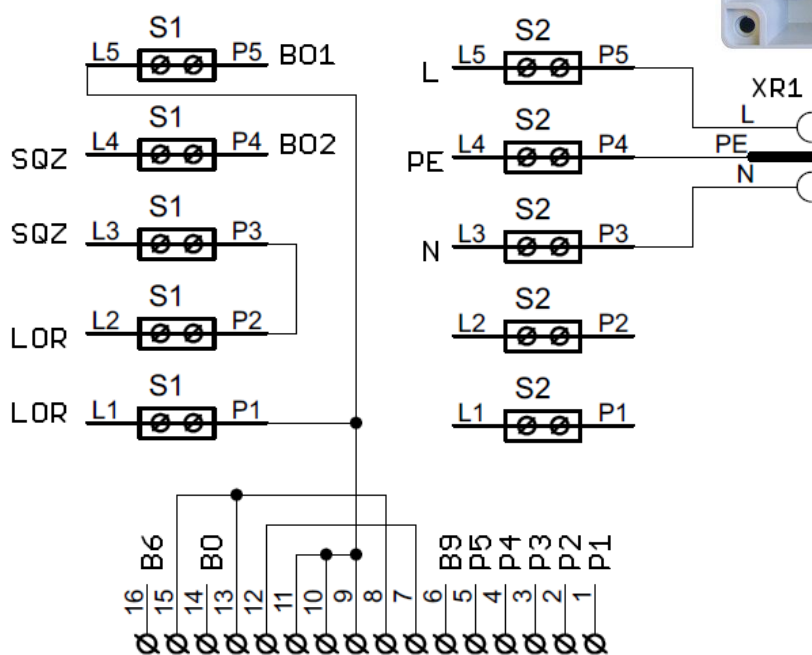 S1
L5 P5 BO1
S1
SQZ L4 P4 BO2
S1
SQZ L3 P3
S1
LOR L2 P2
S1
LOR L1 P1
S2
L L5 P5
S2
PE L4 P4
S2
N L3 P3
S2
L2 P2
S2
L1 P1
XR1
L
PE
N
B6 B0 B9 P5 P4 P3 P2 P1
16 15 14 13 12 11 10 9 8 7 6 5 4 3 2 1